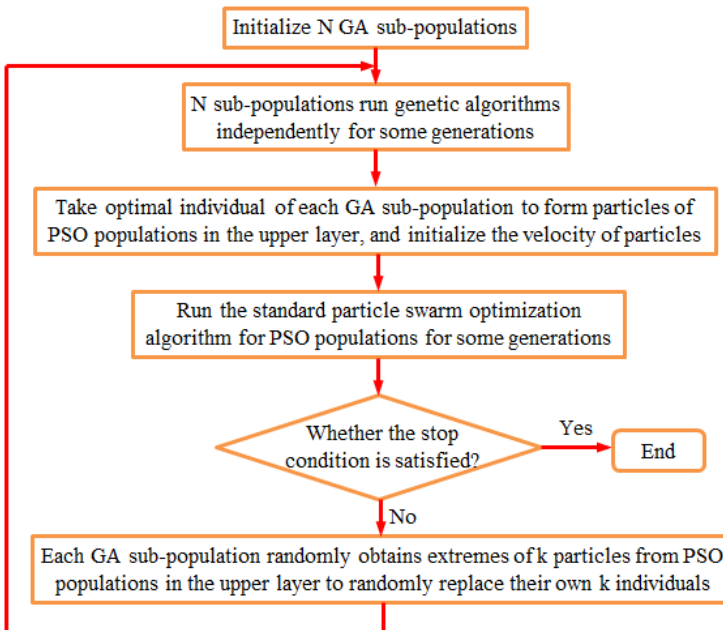 Initialize N GA sub-populations
N sub-populations run genetic algorithms
independently for some generations
Take optimal individual of each GA sub-population to form particles of
PSO populations in the upper layer, and initialize the velocity of particles
Run the standard particle swarm optimization
algorithm for PSO populations for some generations
Whether the stop
condition is satisfied?
Yes
End
No
Each GA sub-population randomly obtains extremes of k particles from PSO
populations in the upper layer to randomly replace their own k individuals